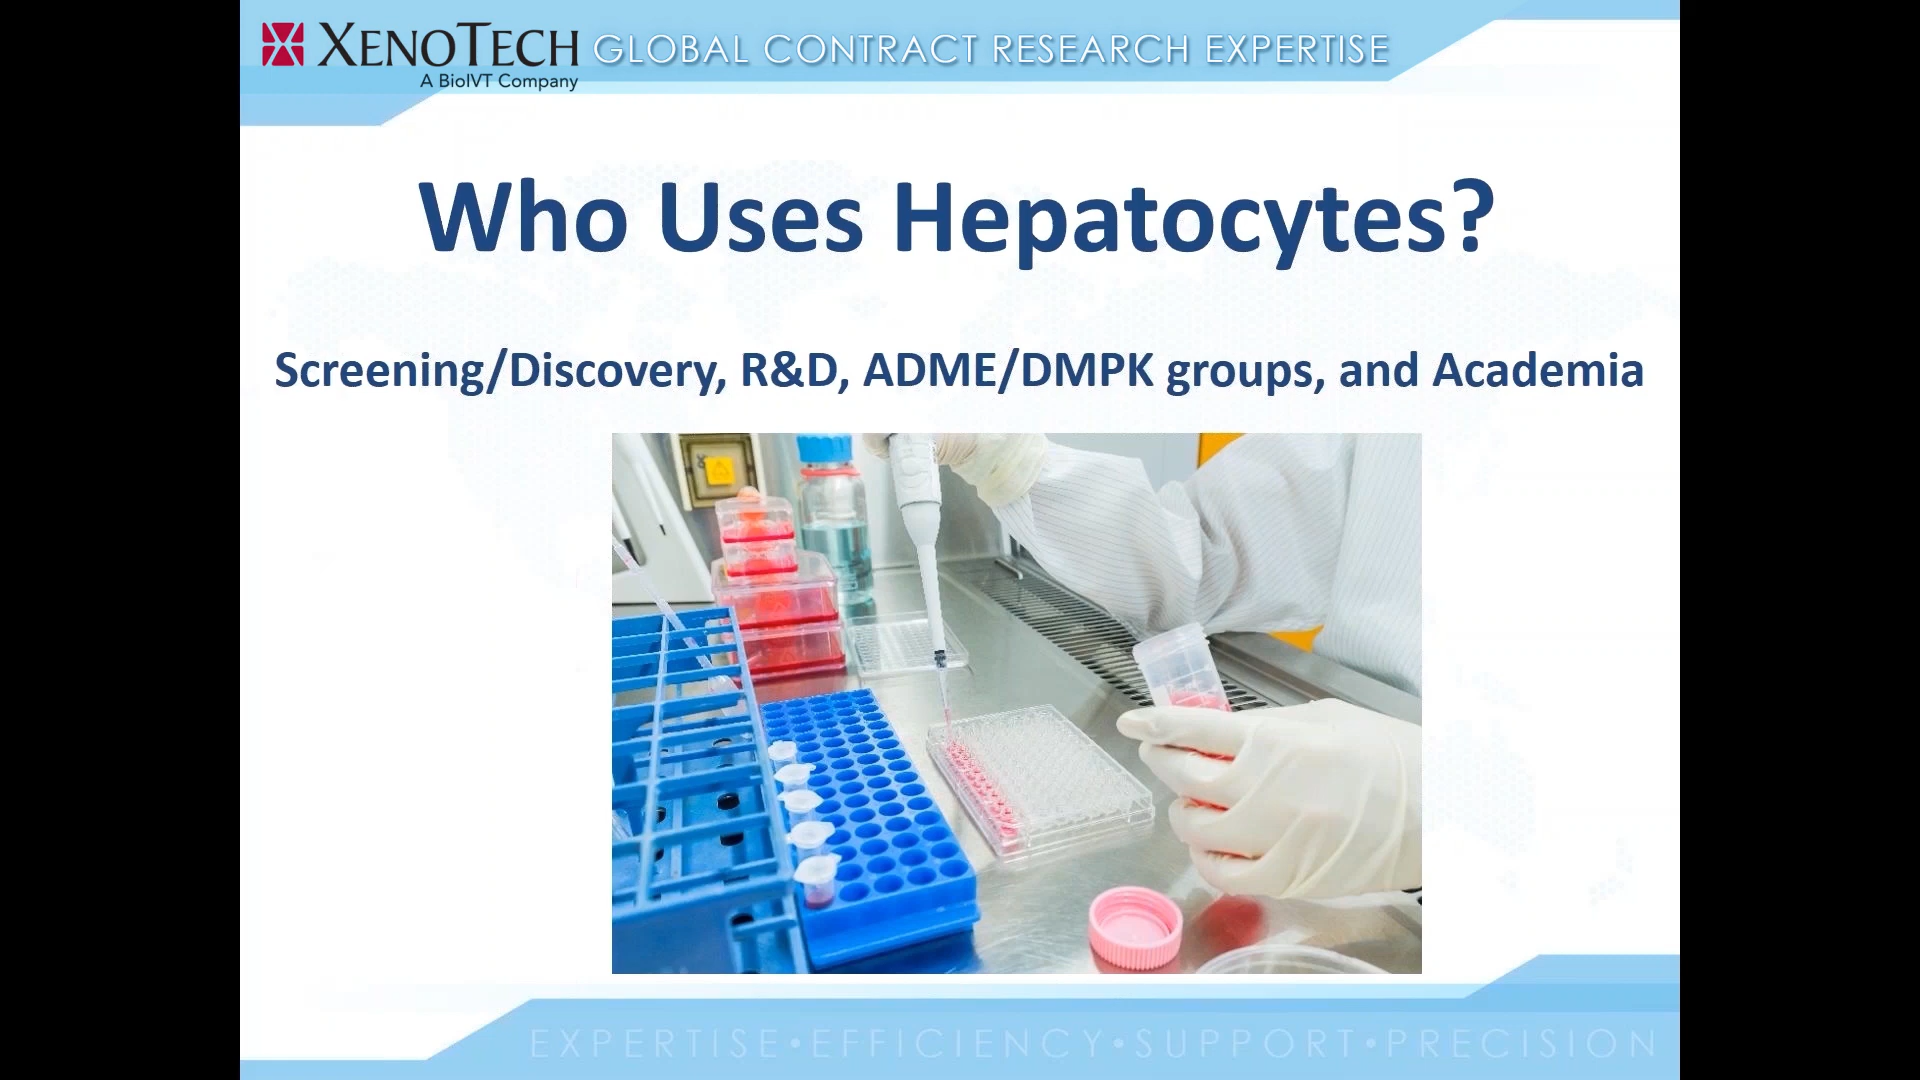 XENOTECH GLOBAL CONTRACT RESEARCH EXPERTISE
A BioIVT Company
Who Uses Hepatocytes?
Screening/Discovery, R&D, ADME/DMPK groups, and Academia
EXPERTISE•EFFICIENCY•SUPPORT•PRECISION